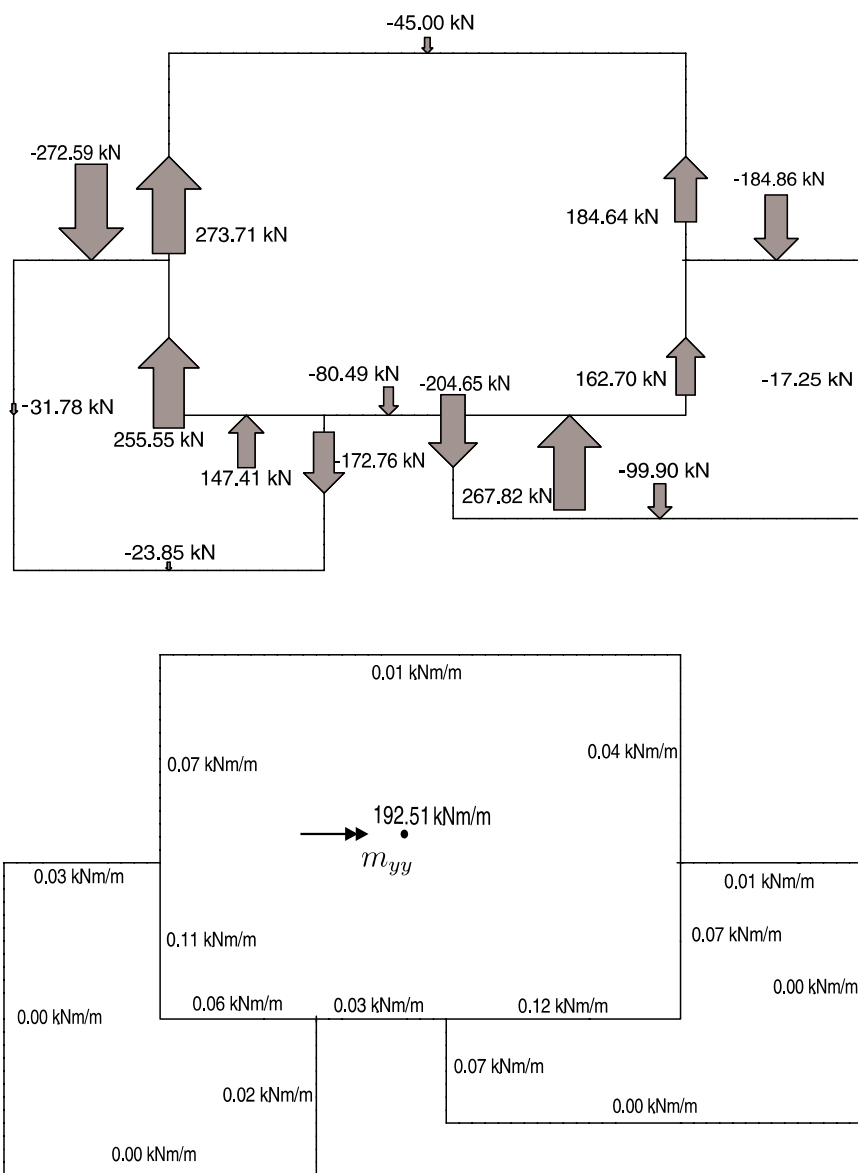 -45.00 kN
-272.59 kN
-184.86 kN
273.71 kN
184.64 kN
-80.49 kN
-204.65 kN
162.70 kN
-17.25 kN
-31.78 kN
255.55 kN
147.41 kN
-172.76 kN
267.82 kN
-99.90 kN
-23.85 kN
0.01 kNm/m
0.07 kNm/m
0.04 kNm/m
192.51 kNm/m
m_yy
0.03 kNm/m
0.01 kNm/m
0.11 kNm/m
0.07 kNm/m
0.00 kNm/m
0.06 kNm/m
0.03 kNm/m
0.12 kNm/m
0.00 kNm/m
0.02 kNm/m
0.07 kNm/m
0.00 kNm/m
0.00 kNm/m